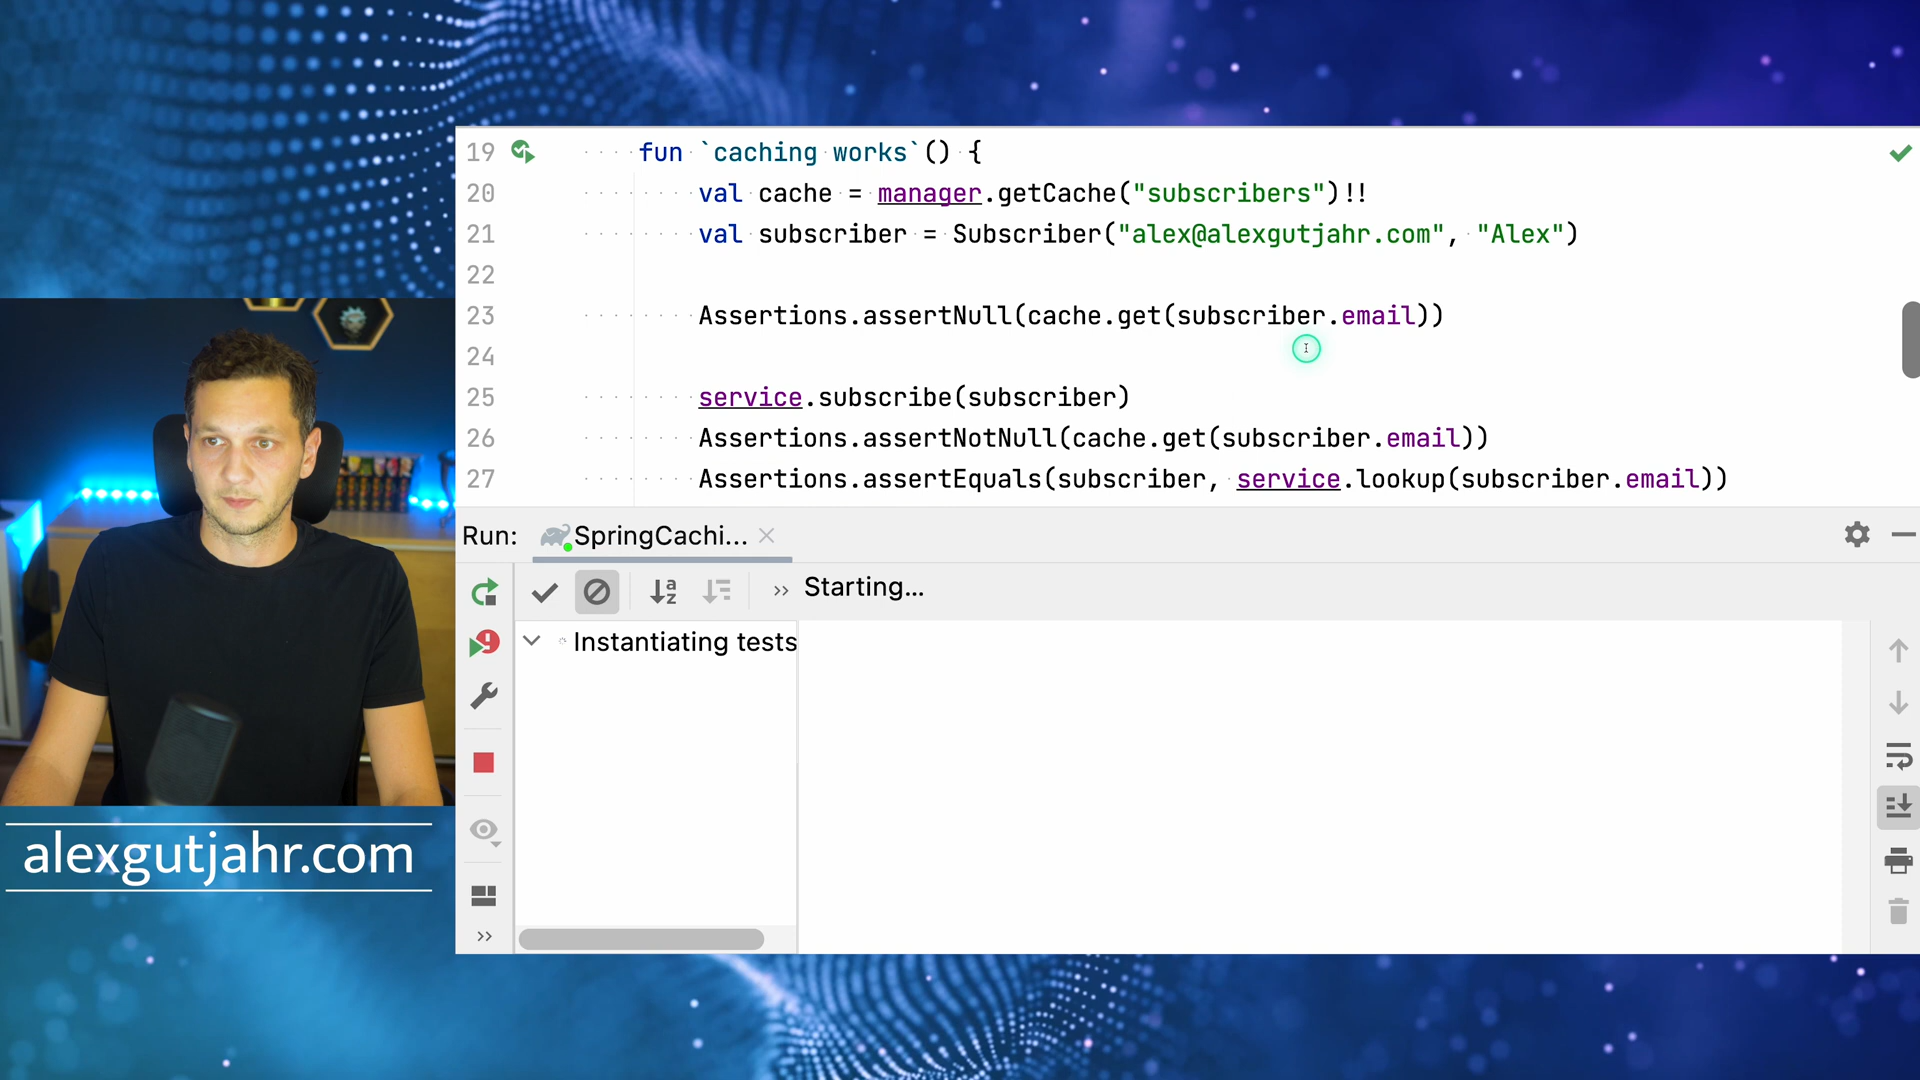 19 fun `caching works`() {
20 val cache = manager.getCache("subscribers")!!
21 val subscriber = Subscriber("alex@alexgutjahr.com", "Alex")
22
23 Assertions.assertNull(cache.get(subscriber.email))
24
25 service.subscribe(subscriber)
26 Assertions.assertNotNull(cache.get(subscriber.email))
27 Assertions.assertEquals(subscriber, service.lookup(subscriber.email))
Run: SpringCachi...
Starting...
Instantiating tests
alexgutjahr.com